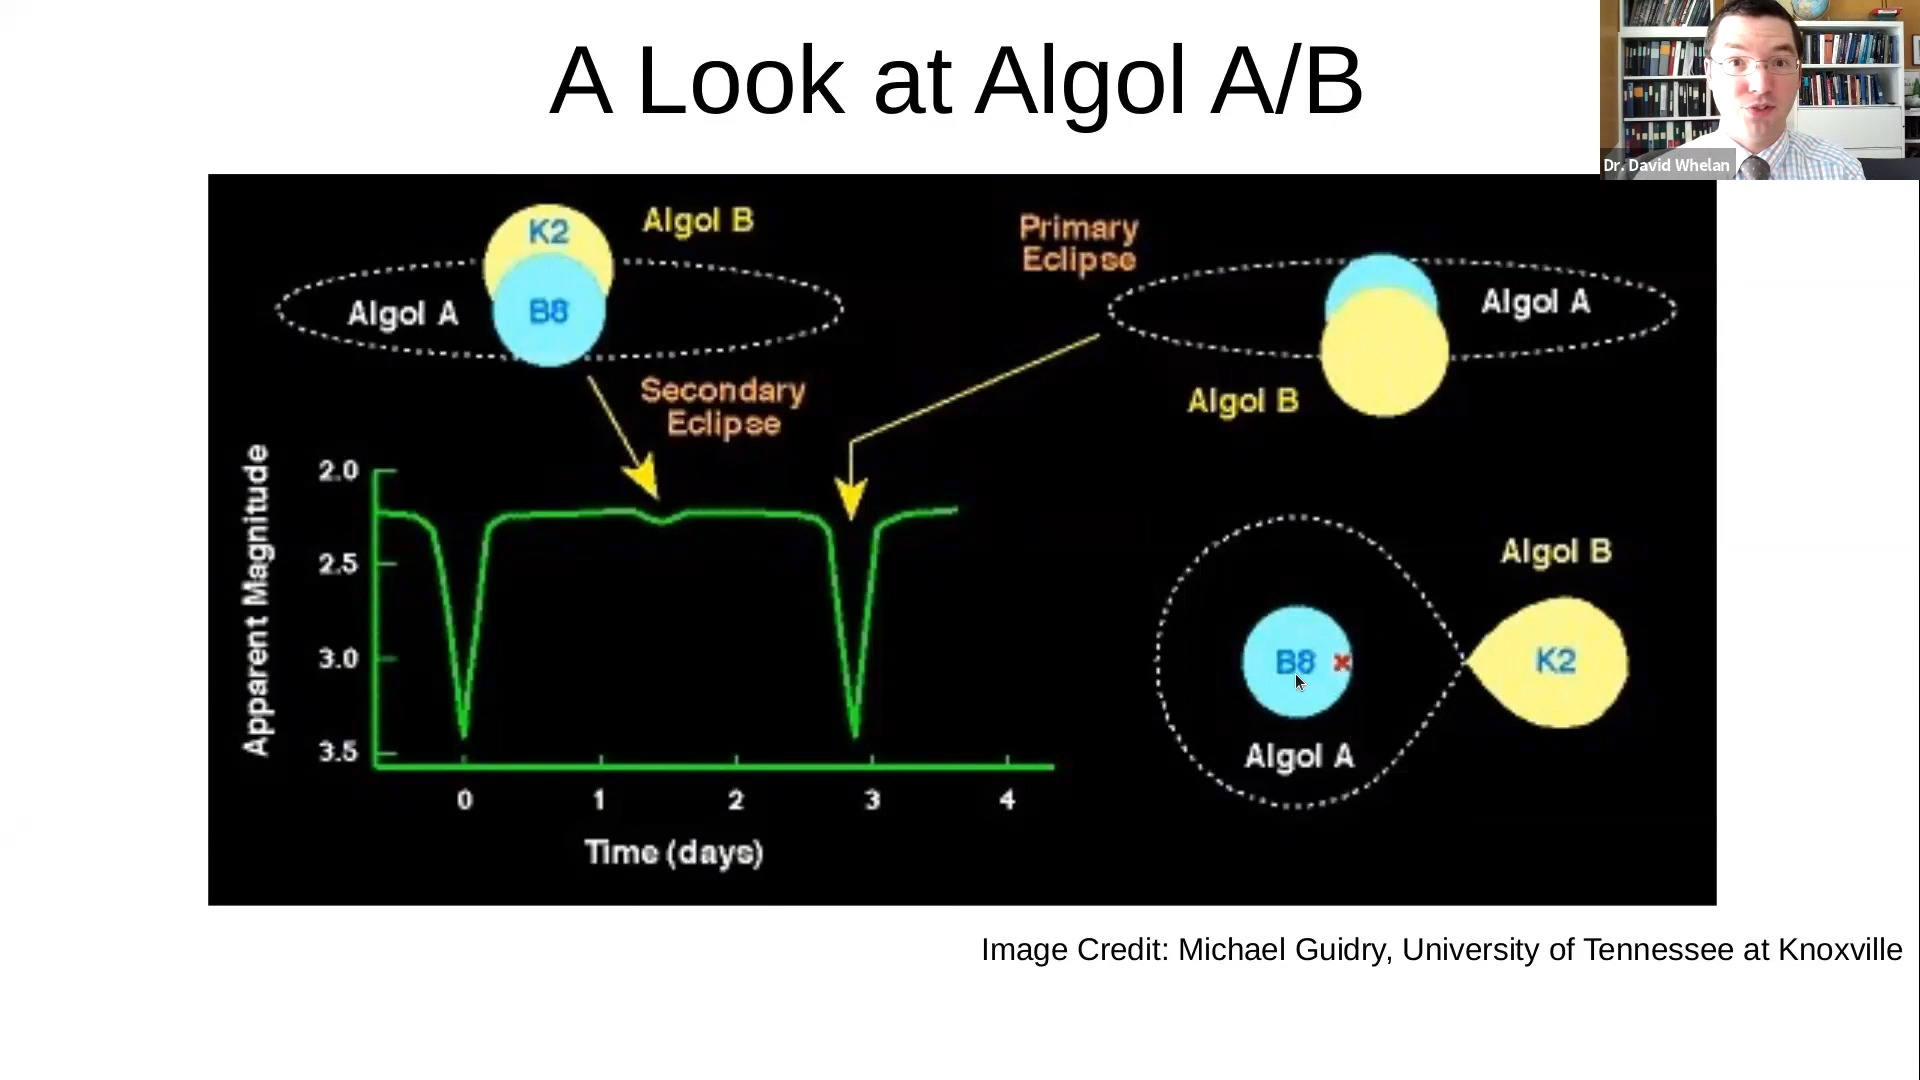 A Look at Algol A/B
Dr. David Whelan
K2
Algol B
Algol A
B8
Secondary
Eclipse
Primary
Eclipse
Algol A
Algol B
Apparent Magnitude
2.0
2.5
3.0
3.5
0 1 2 3 4
Time (days)
Algol B
B8
K2
Algol A
Image Credit: Michael Guidry, University of Tennessee at Knoxville